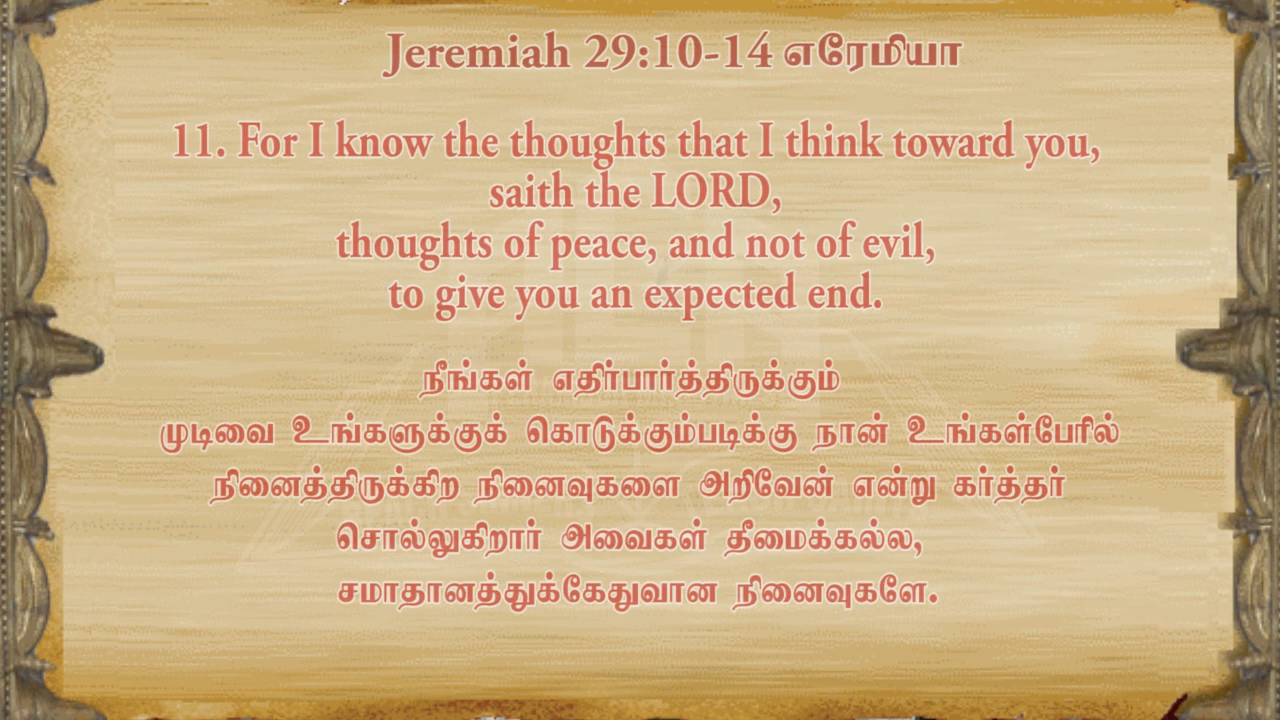 Jeremiah 29:10-14 எரேமியா
11. For I know the thoughts that I think toward you,
saith the LORD,
thoughts of peace, and not of evil,
to give you an expected end.
நீங்கள் எதிர்பார்த்திருக்கும்
முடிவை உங்களுக்குக் கொடுக்கும்படிக்கு நான் உங்கள்பேரில்
நினைத்திருக்கிற நினைவுகளை அறிவேன் என்று கர்த்தர்
சொல்லுகிறார் அவைகள் தீமைக்கல்ல,
சமாதானத்துக்கேதுவான நினைவுகளே.